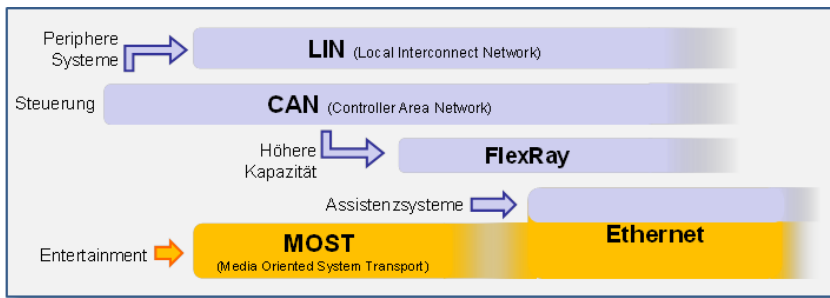 Periphere
Systeme
LIN (Local Interconnect Network)
Steuerung
CAN (Controller Area Network)
Höhere
Kapazität
FlexRay
Assistenzsysteme
Ethernet
Entertainment
MOST
(Media Oriented System Transport)